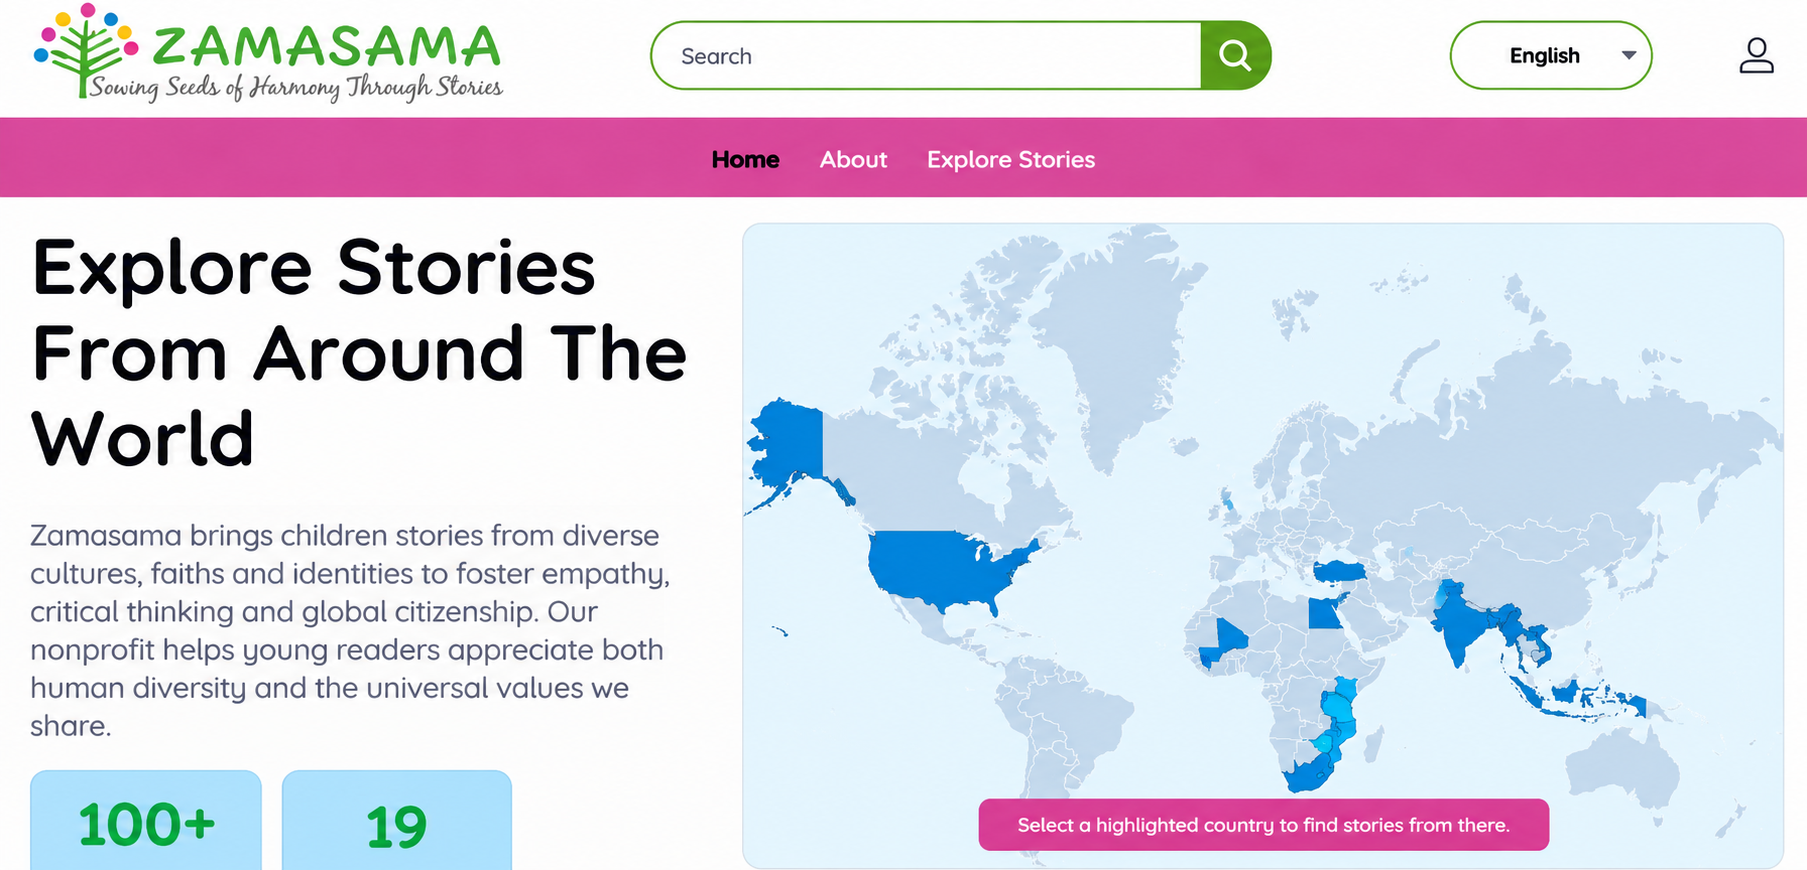 ZAMASAMA
Sowing Seeds of Harmony Through Stories
Search
English
Home
About
Explore Stories
Explore Stories
From Around The
World
Zamasama brings children stories from diverse
cultures, faiths and identities to foster empathy,
critical thinking and global citizenship. Our
nonprofit helps young readers appreciate both
human diversity and the universal values we
share.
100+
19
Select a highlighted country to find stories from there.